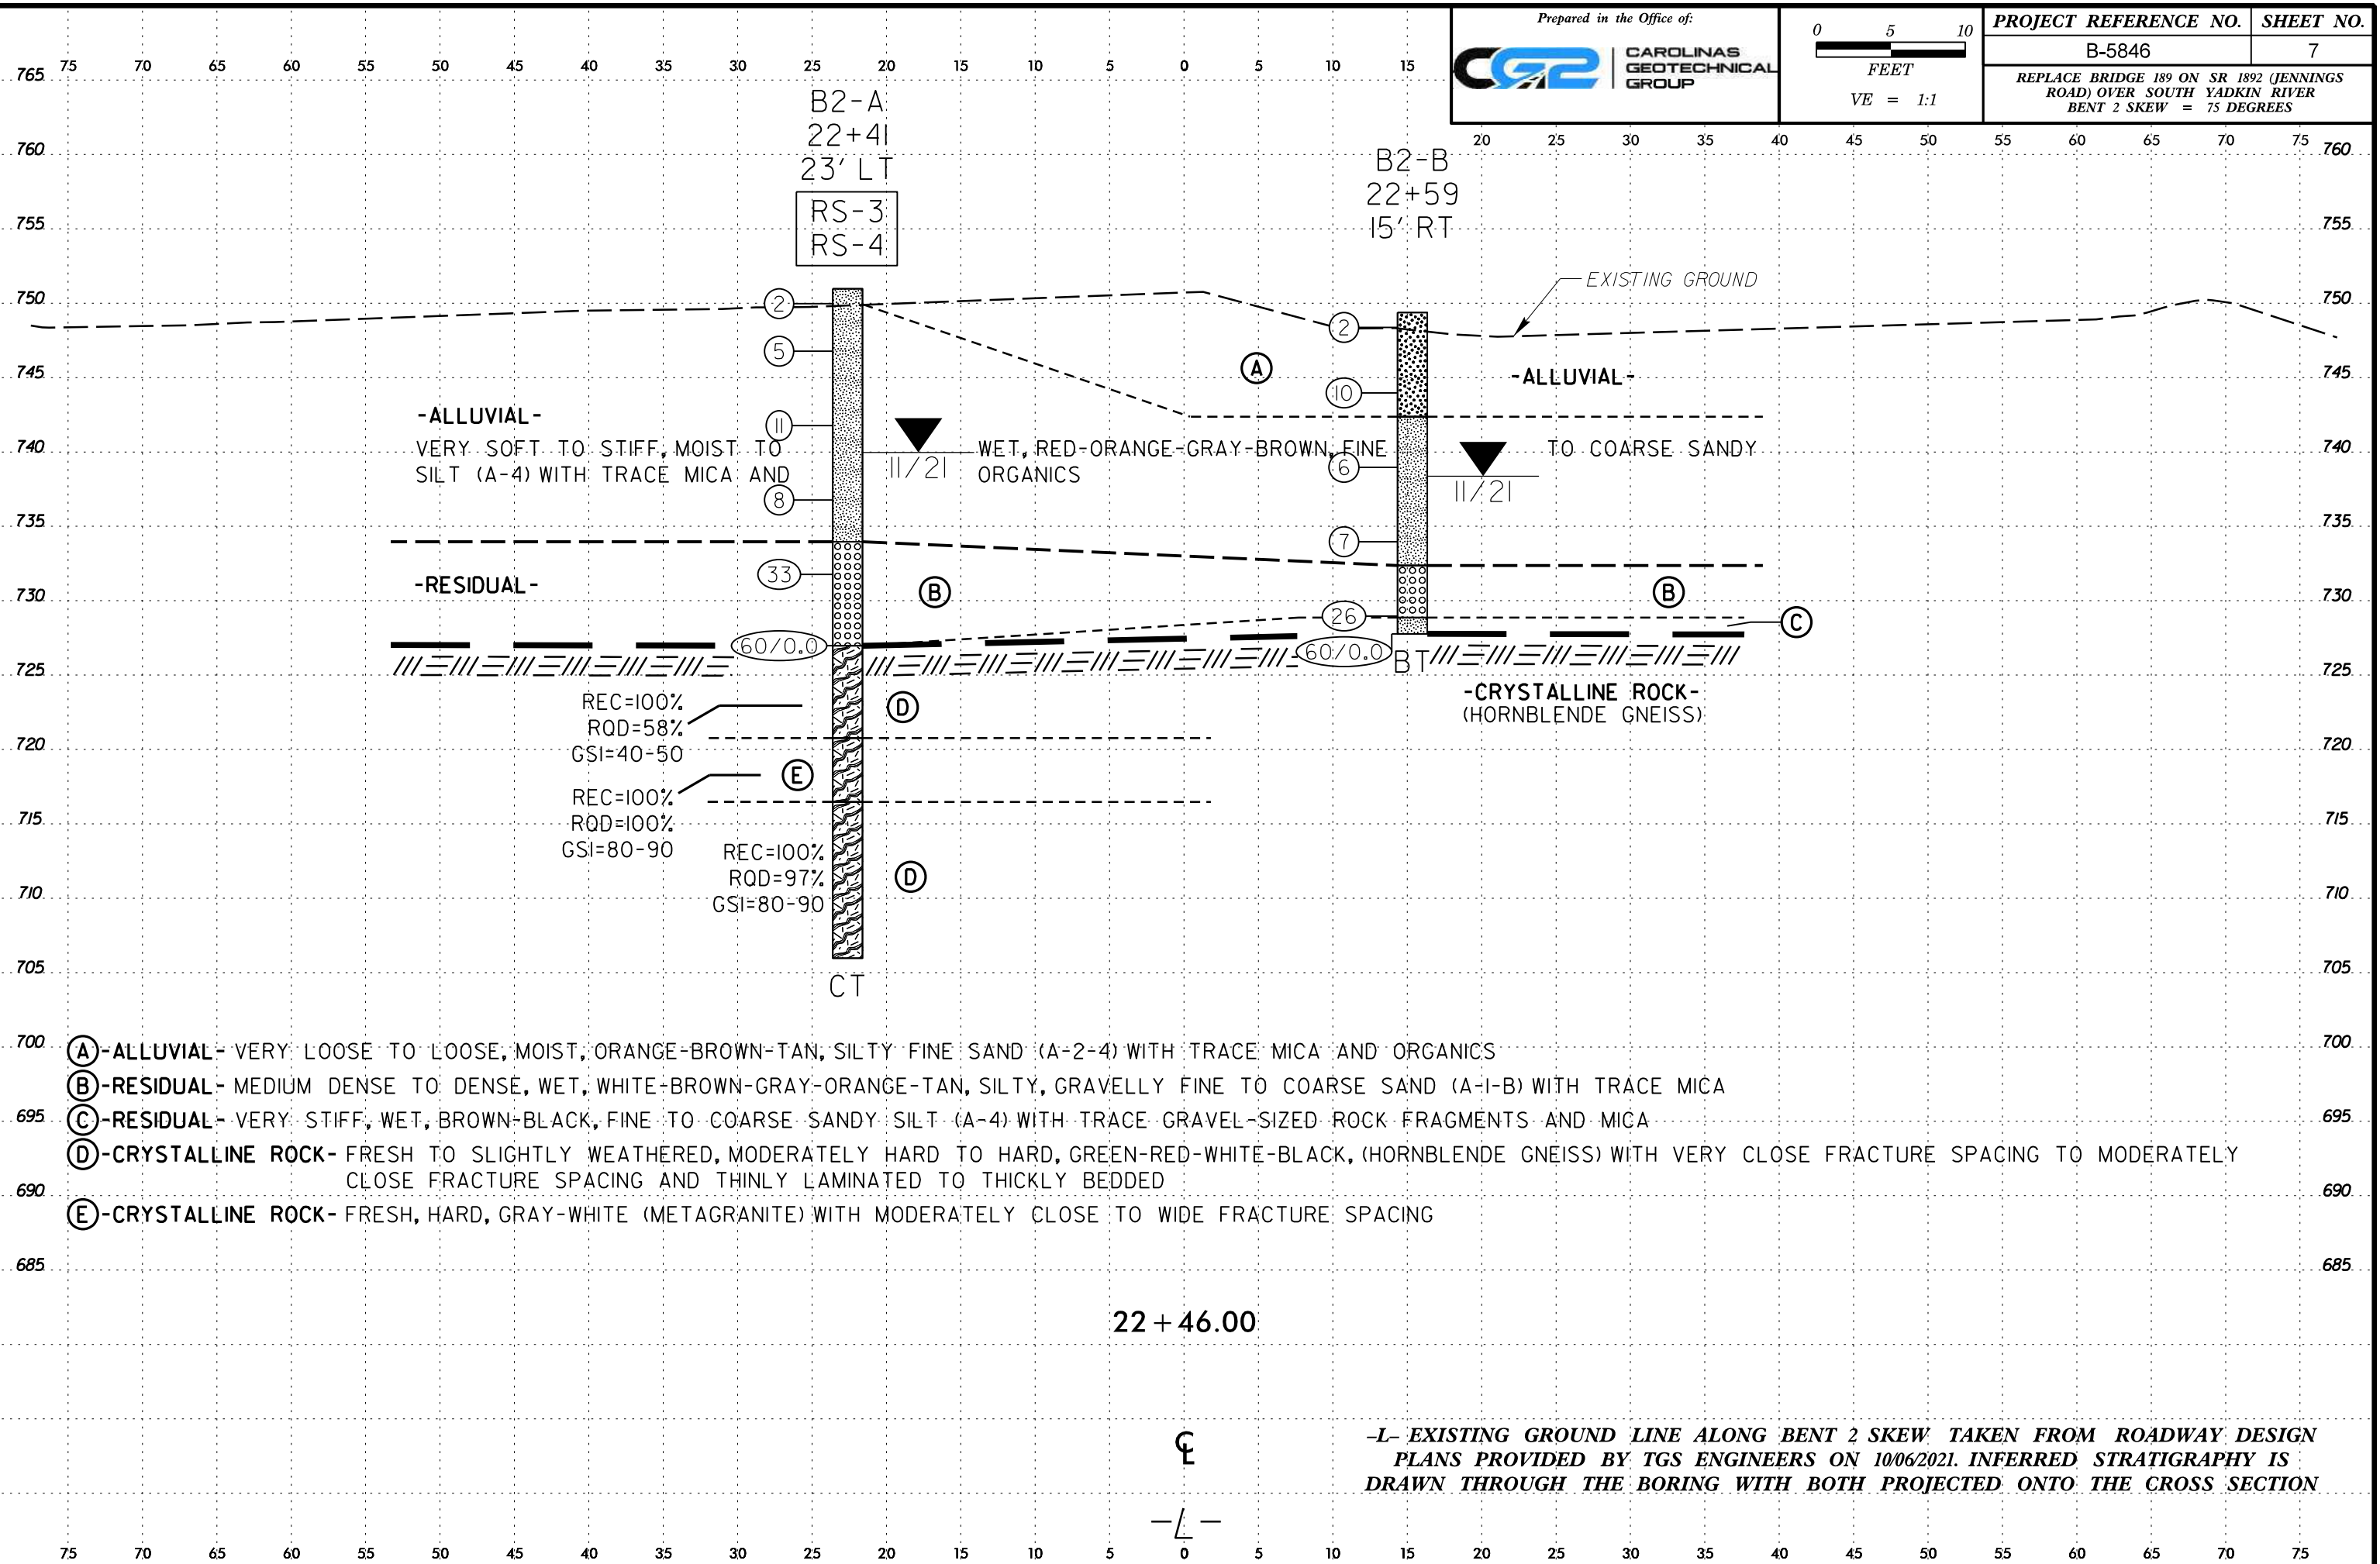 Prepared in the Office of:
CG2
CAROLINAS
GEOTECHNICAL
GROUP
0 5 10
FEET
VE = 1:1
PROJECT REFERENCE NO. SHEET NO.
B-5846 7
REPLACE BRIDGE 189 ON SR 1892 (JENNINGS
ROAD) OVER SOUTH YADKIN RIVER
BENT 2 SKEW = 75 DEGREES
75 70 65 60 55 50 45 40 35 30 25 20 15 10 5 0 5 10 15
765
20 25 30 35 40 45 50 55 60 65 70 75
760 760
B2-A
22+41
23' LT
RS-3
RS-4
B2-B
22+59
15' RT
755 755
EXISTING GROUND
750 2 2 750
5
A
745 -ALLUVIAL- 745
10
-ALLUVIAL-
11
VERY SOFT TO STIFF, MOIST TO WET, RED-ORANGE-GRAY-BROWN, FINE TO COARSE SANDY
740 740
SILT (A-4) WITH TRACE MICA AND ORGANICS
11/21 6
11/21
8
735 735
7
33
-RESIDUAL- B B
730 730
26 C
60/0.0 60/0.0 BT
725 725
-CRYSTALLINE ROCK-
(HORNBLENDE GNEISS)
REC=100%
RQD=58%
GSI=40-50
D
720 720
E
REC=100%
RQD=100%
GSI=80-90
715 715
REC=100%
RQD=97%
GSI=80-90
D
710 710
705 705
CT
700 700
A -ALLUVIAL- VERY LOOSE TO LOOSE, MOIST, ORANGE-BROWN-TAN, SILTY FINE SAND (A-2-4) WITH TRACE MICA AND ORGANICS
B -RESIDUAL- MEDIUM DENSE TO DENSE, WET, WHITE-BROWN-GRAY-ORANGE-TAN, SILTY, GRAVELLY FINE TO COARSE SAND (A-1-B) WITH TRACE MICA
695 695
C -RESIDUAL- VERY STIFF, WET, BROWN-BLACK, FINE TO COARSE SANDY SILT (A-4) WITH TRACE GRAVEL-SIZED ROCK FRAGMENTS AND MICA
D -CRYSTALLINE ROCK- FRESH TO SLIGHTLY WEATHERED, MODERATELY HARD TO HARD, GREEN-RED-WHITE-BLACK, (HORNBLENDE GNEISS) WITH VERY CLOSE FRACTURE SPACING TO MODERATELY
CLOSE FRACTURE SPACING AND THINLY LAMINATED TO THICKLY BEDDED
690 690
E -CRYSTALLINE ROCK- FRESH, HARD, GRAY-WHITE (METAGRANITE) WITH MODERATELY CLOSE TO WIDE FRACTURE SPACING
685 685
22+46.00
℄
-L-
-L- EXISTING GROUND LINE ALONG BENT 2 SKEW TAKEN FROM ROADWAY DESIGN
PLANS PROVIDED BY TGS ENGINEERS ON 10/06/2021. INFERRED STRATIGRAPHY IS
DRAWN THROUGH THE BORING WITH BOTH PROJECTED ONTO THE CROSS SECTION
75 70 65 60 55 50 45 40 35 30 25 20 15 10 5 0 5 10 15 20 25 30 35 40 45 50 55 60 65 70 75